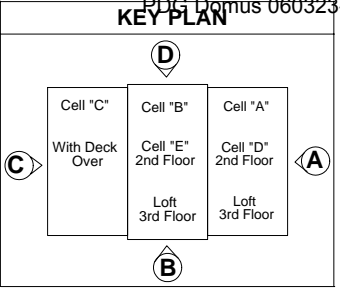 PDG Domus 060323
KEY PLAN
D
Cell "C"
With Deck
Over
Cell "B"
Cell "E"
2nd Floor
Loft
3rd Floor
Cell "A"
Cell "D"
2nd Floor
Loft
3rd Floor
C
A
B